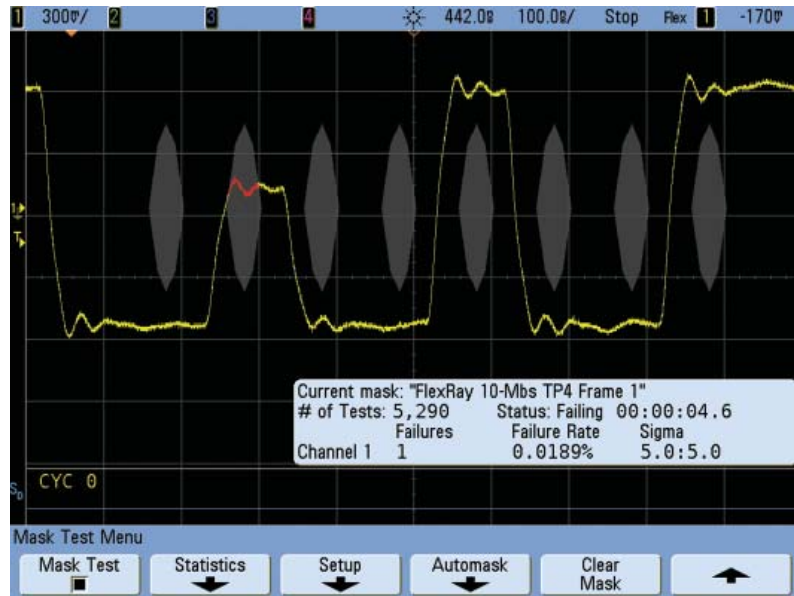 1 300V/ 2 3 4 442.0s 100.0s/ Stop Flex 1 -170V
1
T
Current mask: "FlexRay 10-Mbs TP4 Frame 1"
# of Tests: 5,290 Status: Failing 00:00:04.6
Failures Failure Rate Sigma
Channel 1 1 0.0189% 5.0:5.0
CYC 0
Mask Test Menu
Mask Test Statistics Setup Automask Clear
Mask